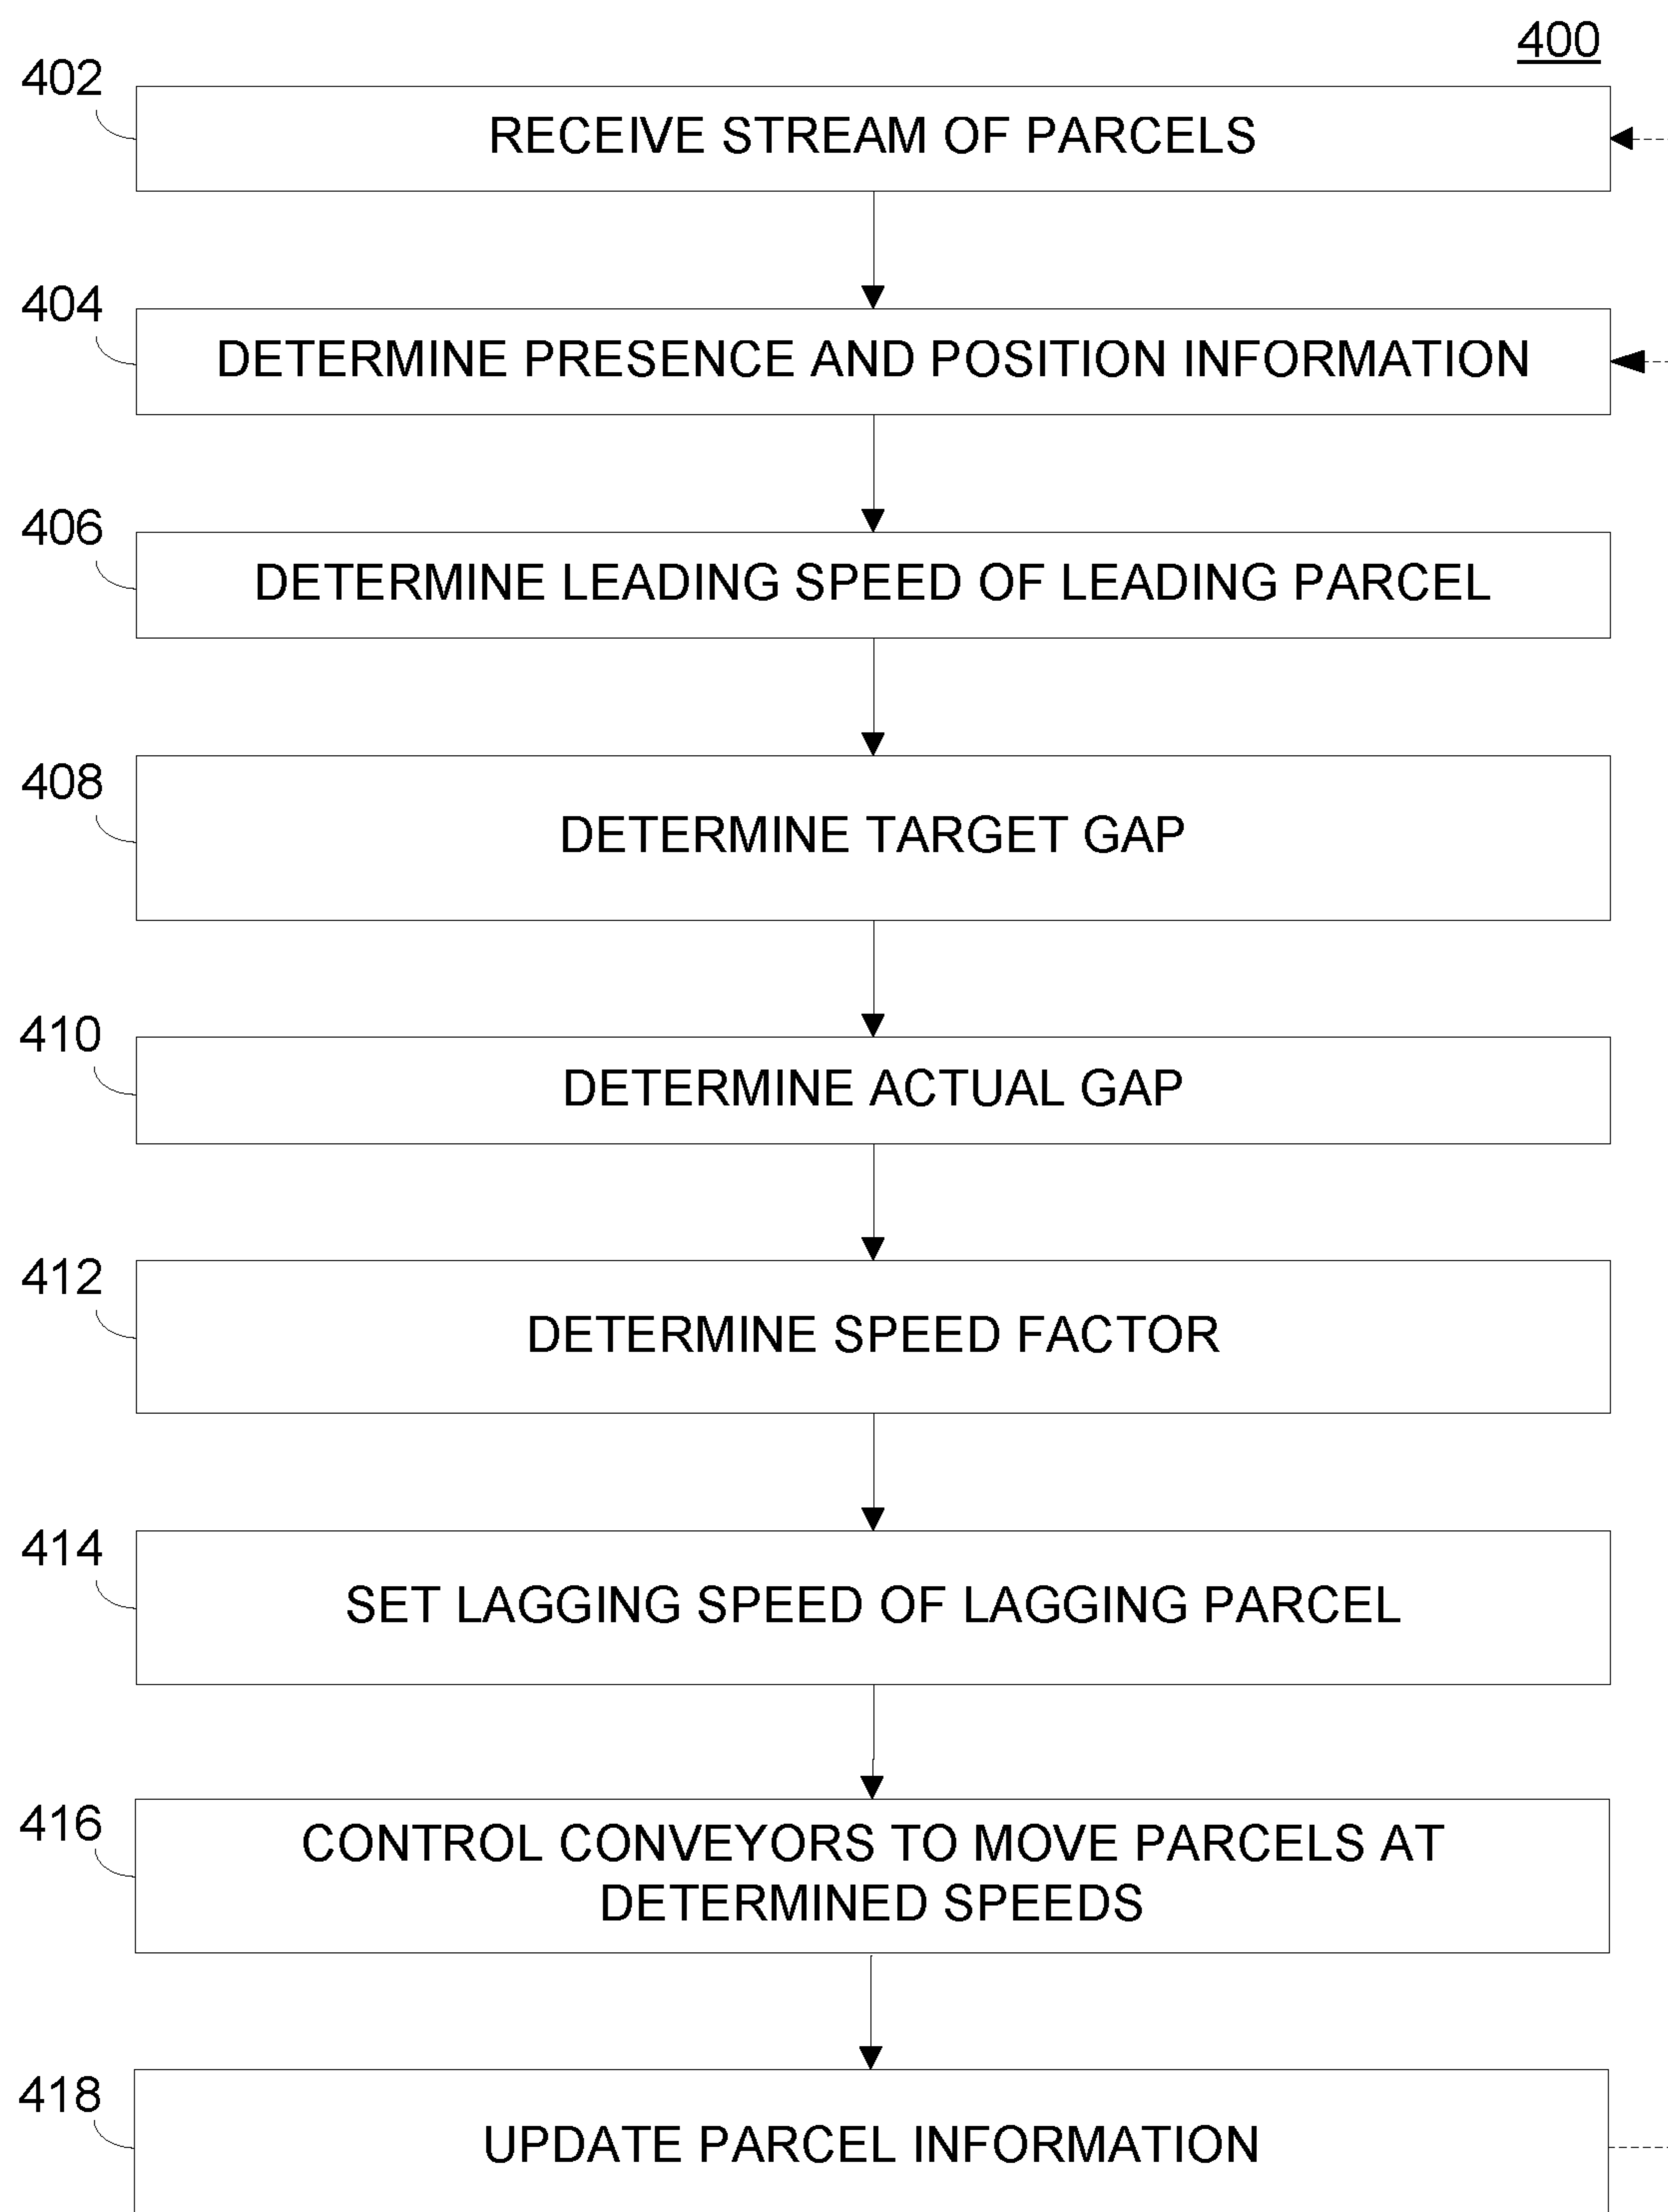 400
402
RECEIVE STREAM OF PARCELS
404
DETERMINE PRESENCE AND POSITION INFORMATION
406
DETERMINE LEADING SPEED OF LEADING PARCEL
408
DETERMINE TARGET GAP
410
DETERMINE ACTUAL GAP
412
DETERMINE SPEED FACTOR
414
SET LAGGING SPEED OF LAGGING PARCEL
416
CONTROL CONVEYORS TO MOVE PARCELS AT
DETERMINED SPEEDS
418
UPDATE PARCEL INFORMATION